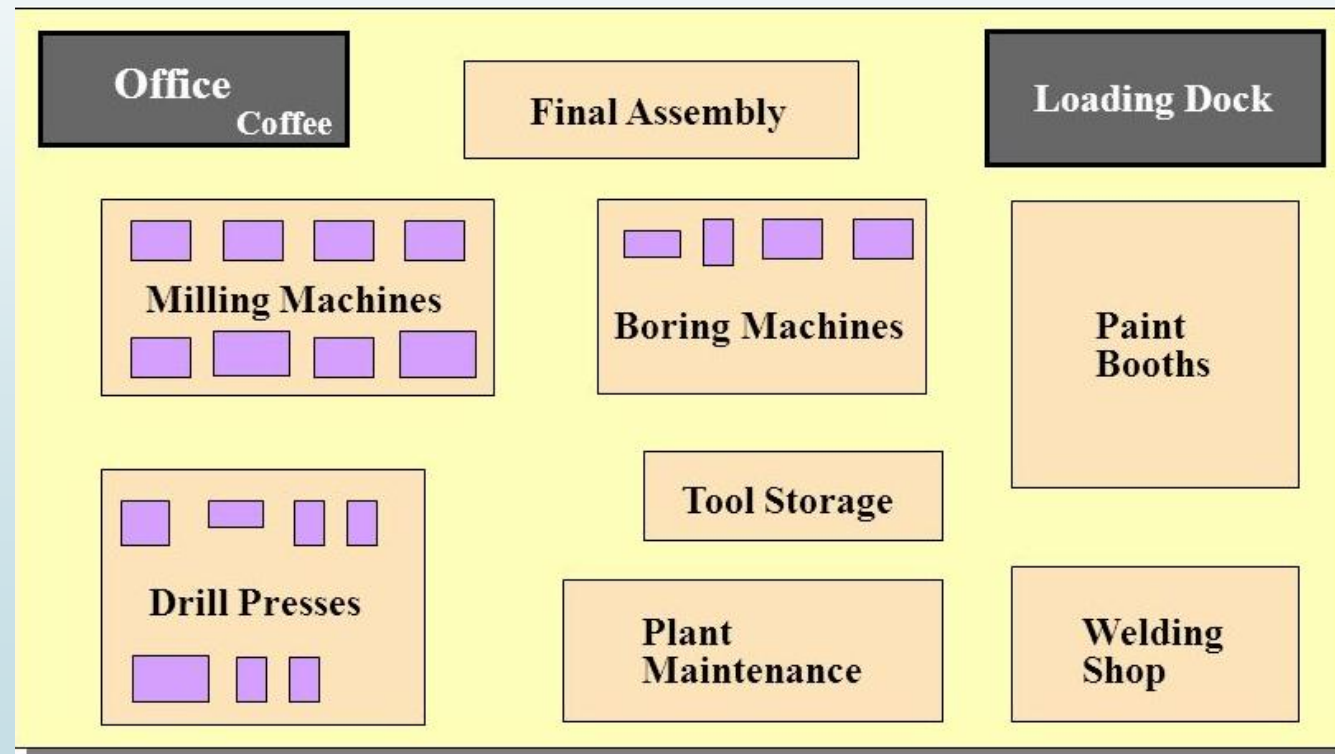 Office
Coffee
Final Assembly
Loading Dock
Milling Machines
Boring Machines
Paint
Booths
Tool Storage
Drill Presses
Plant
Maintenance
Welding
Shop